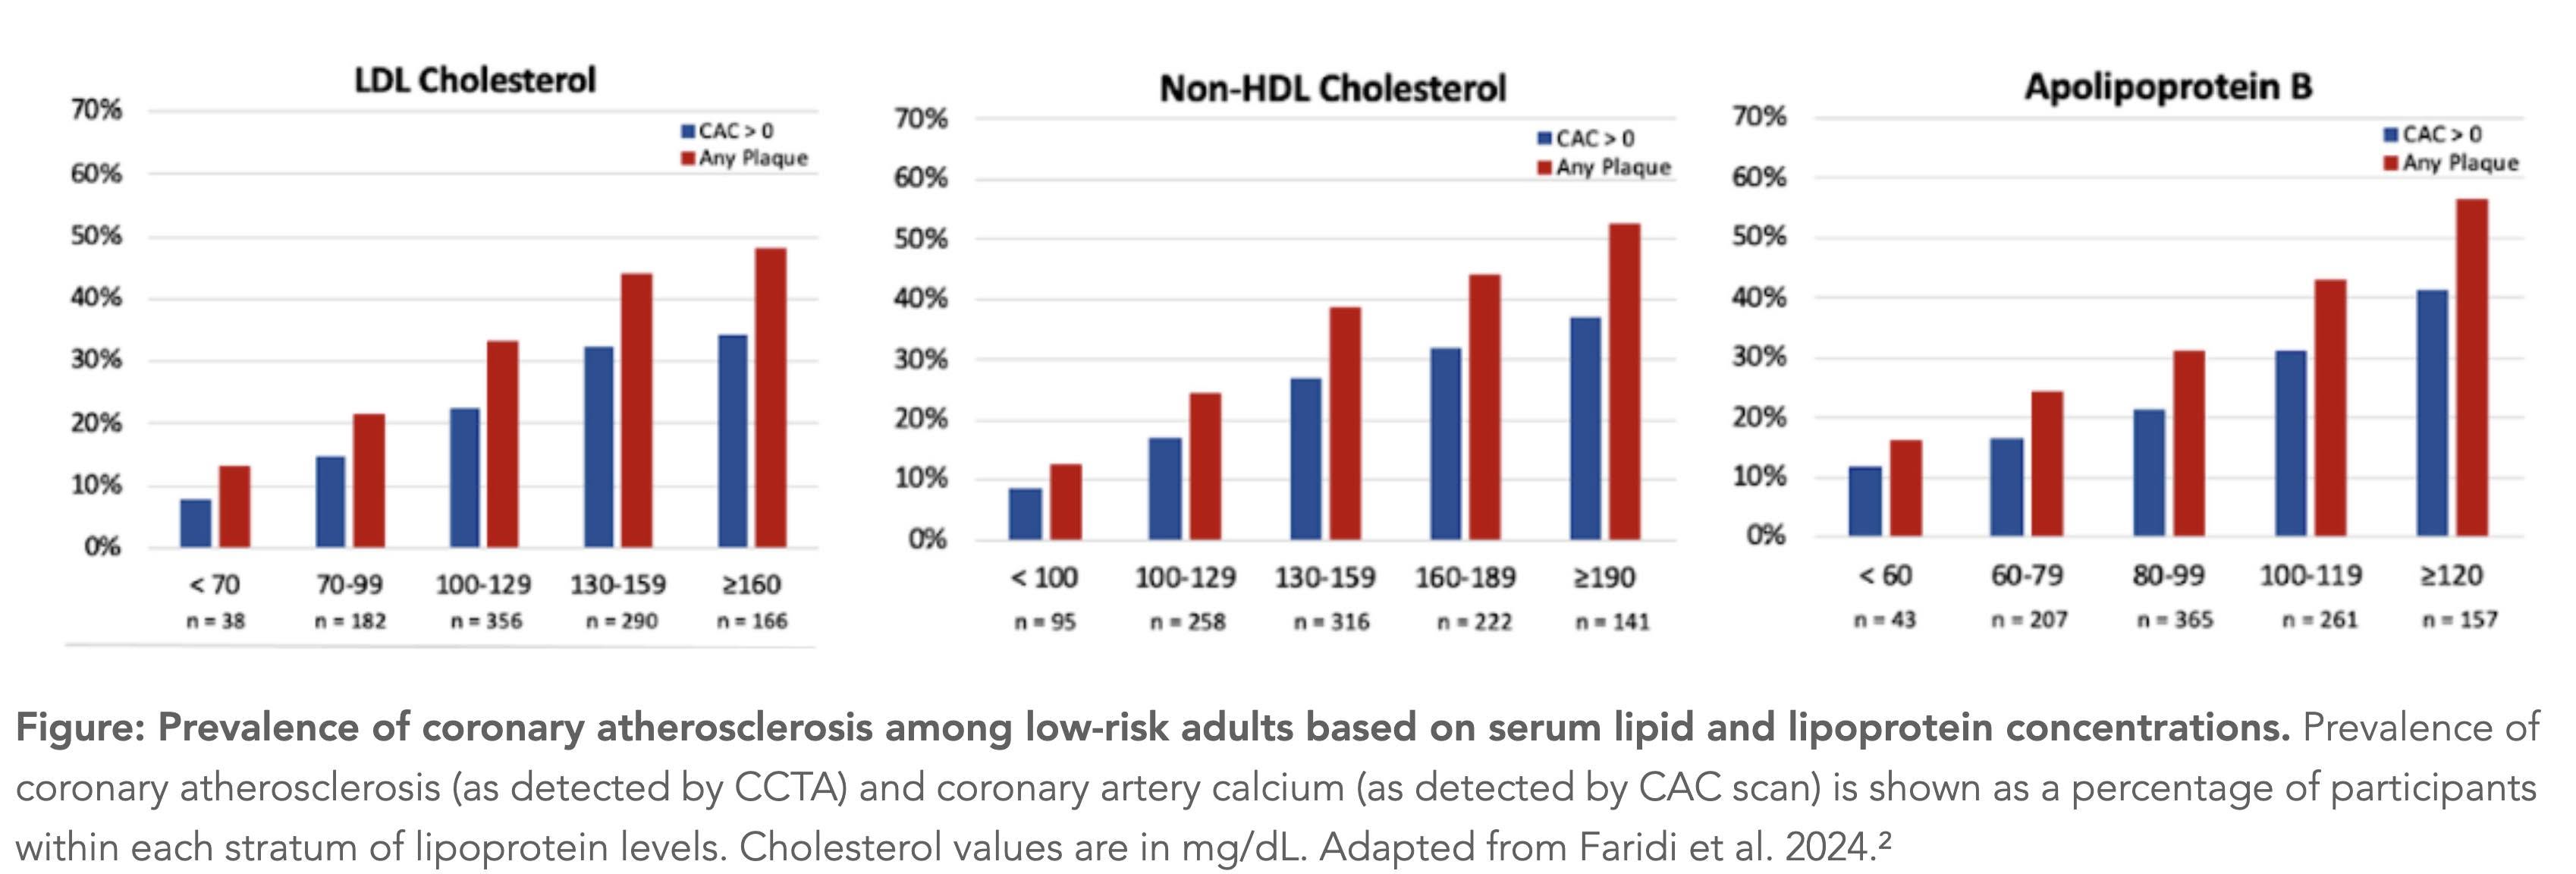 LDL Cholesterol
70%
60%
50%
40%
30%
20%
10%
0%
CAC > 0
Any Plaque
< 70
70-99
100-129
130-159
≥160
n = 38
n = 182
n = 356
n = 290
n = 166
Non-HDL Cholesterol
70%
60%
50%
40%
30%
20%
10%
0%
CAC > 0
Any Plaque
< 100
100-129
130-159
160-189
≥190
n = 95
n = 258
n = 316
n = 222
n = 141
Apolipoprotein B
70%
60%
50%
40%
30%
20%
10%
0%
CAC > 0
Any Plaque
< 60
60-79
80-99
100-119
≥120
n = 43
n = 207
n = 365
n = 261
n = 157
Figure: Prevalence of coronary atherosclerosis among low-risk adults based on serum lipid and lipoprotein concentrations. Prevalence of
coronary atherosclerosis (as detected by CCTA) and coronary artery calcium (as detected by CAC scan) is shown as a percentage of participants
within each stratum of lipoprotein levels. Cholesterol values are in mg/dL. Adapted from Faridi et al. 2024.²